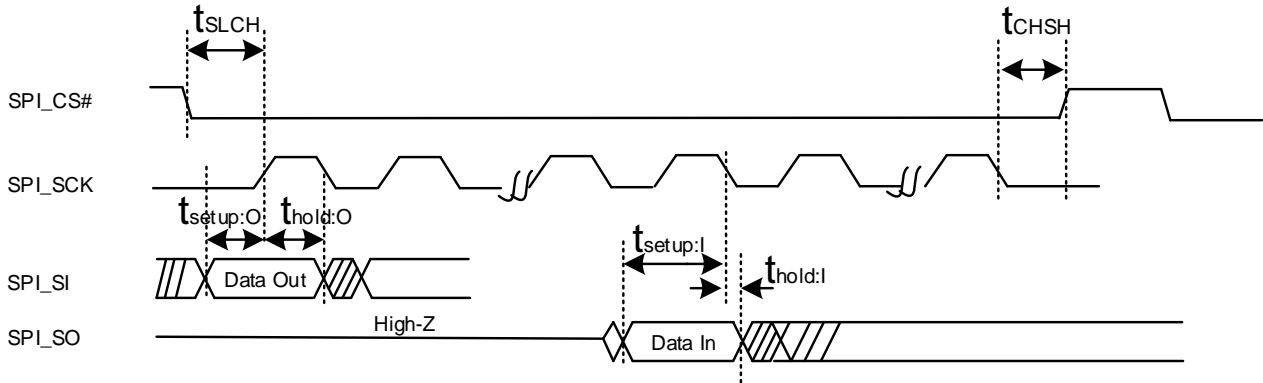 tSLCH
tCHSH
SPI_CS#
SPI_SCK
tsetup:O
thold:O
tsetup:I
thold:I
SPI_SI
Data Out
High-Z
SPI_SO
Data In